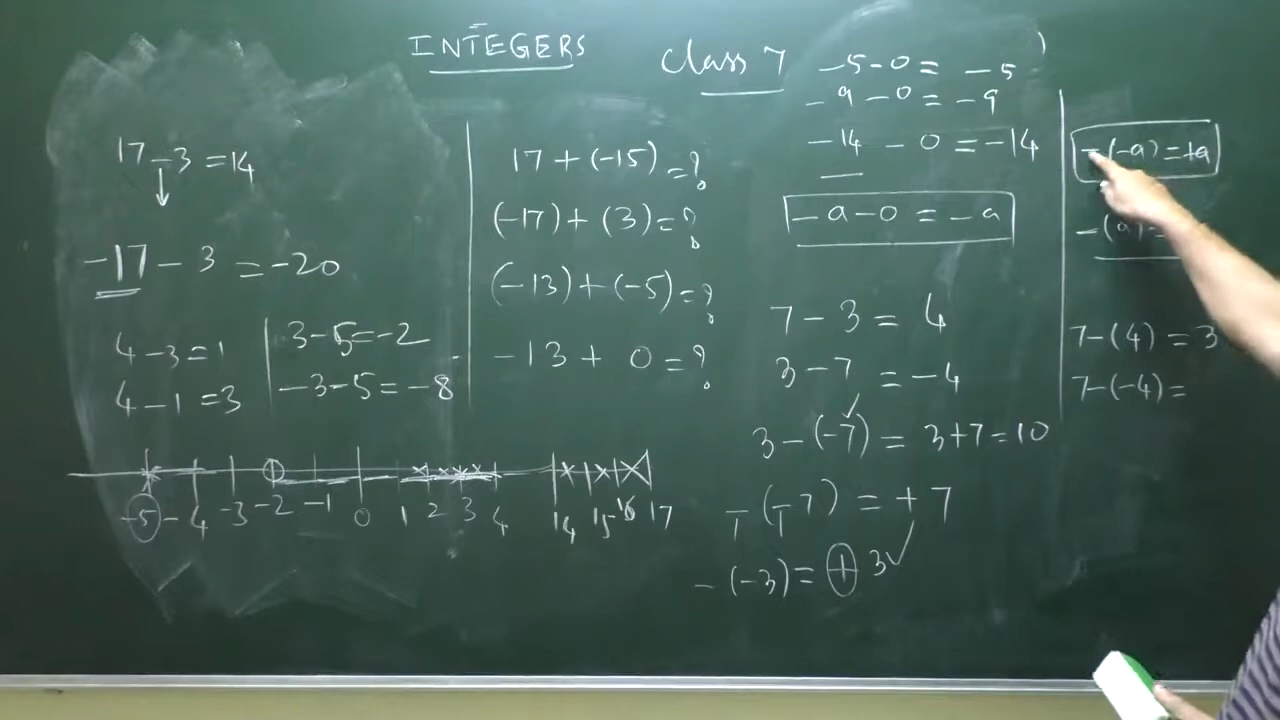 INTEGERS
Class 7
17 - 3 = 14
-17 - 3 = -20
4 - 3 = 1
4 - 1 = 3
3 - 5 = -2
-3 - 5 = -8
-5 -4 -3 -2 -1 0 1 2 3 4 14 15 16 17
17 + (-15) = ?
(-17) + (3) = ?
(-13) + (-5) = ?
-13 + 0 = ?
-5 - 0 = -5
-9 - 0 = -9
-14 - 0 = -14
-a - 0 = -a
7 - 3 = 4
3 - 7 = -4
3 - (-7) = 3 + 7 = 10
-(-7) = +7
-(-3) = +3
-(-a) = +a
-(a) =
7 - (4) = 3
7 - (-4) =